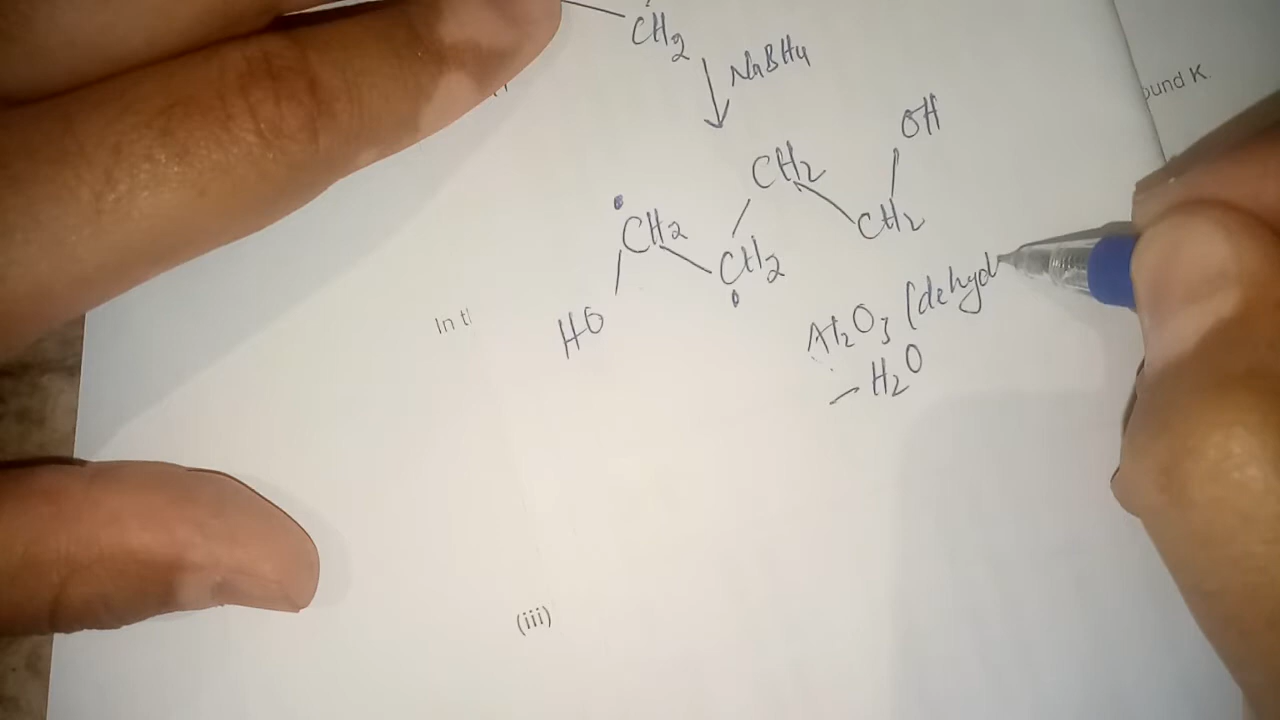 CH2
NaBH4
ound K.
OH
CH2
CH2
CH2
CH2
HO
In t
Al2O3 (dehyd
- H2O
(iii)